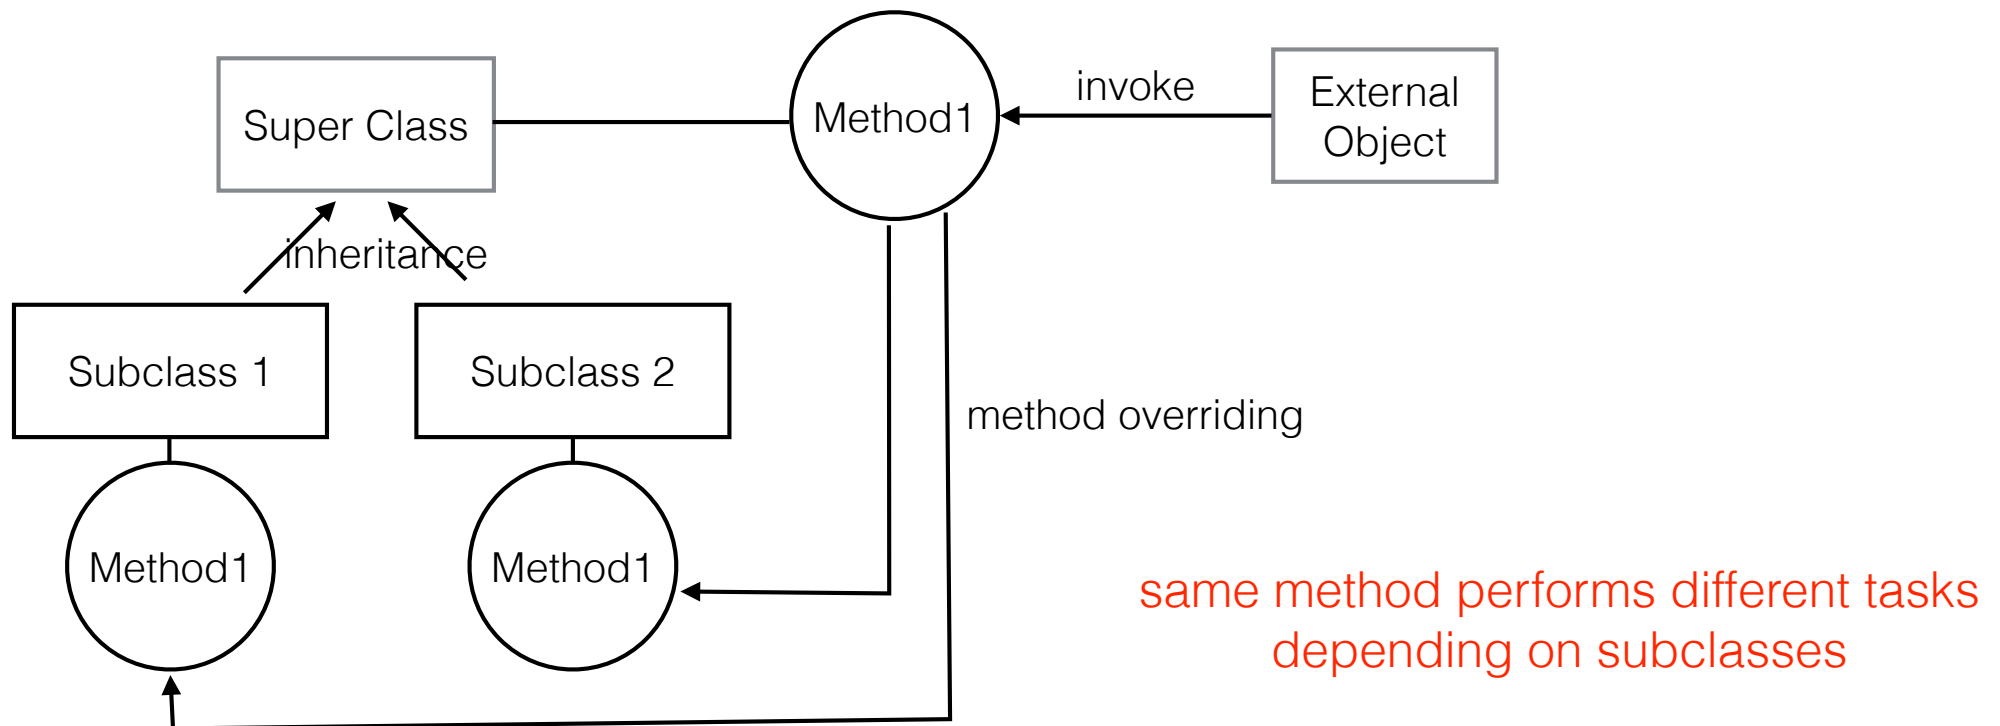 Super Class
Method1
invoke
External
Object
inheritance
Subclass 1
Subclass 2
method overriding
Method1
Method1
same method performs different tasks
depending on subclasses